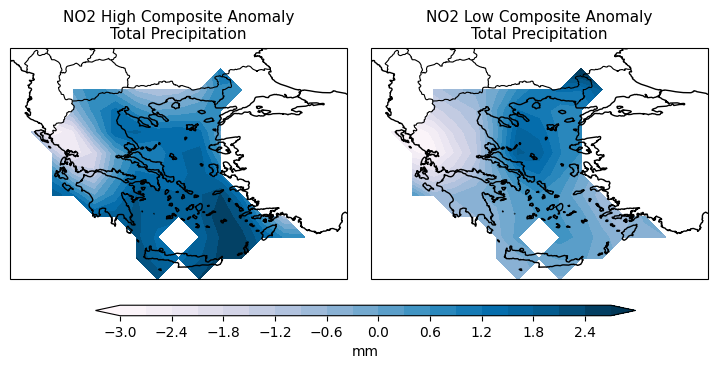 NO2 High Composite Anomaly
Total Precipitation
NO2 Low Composite Anomaly
Total Precipitation
−3.0 −2.4 −1.8 −1.2 −0.6 0.0 0.6 1.2 1.8 2.4
mm